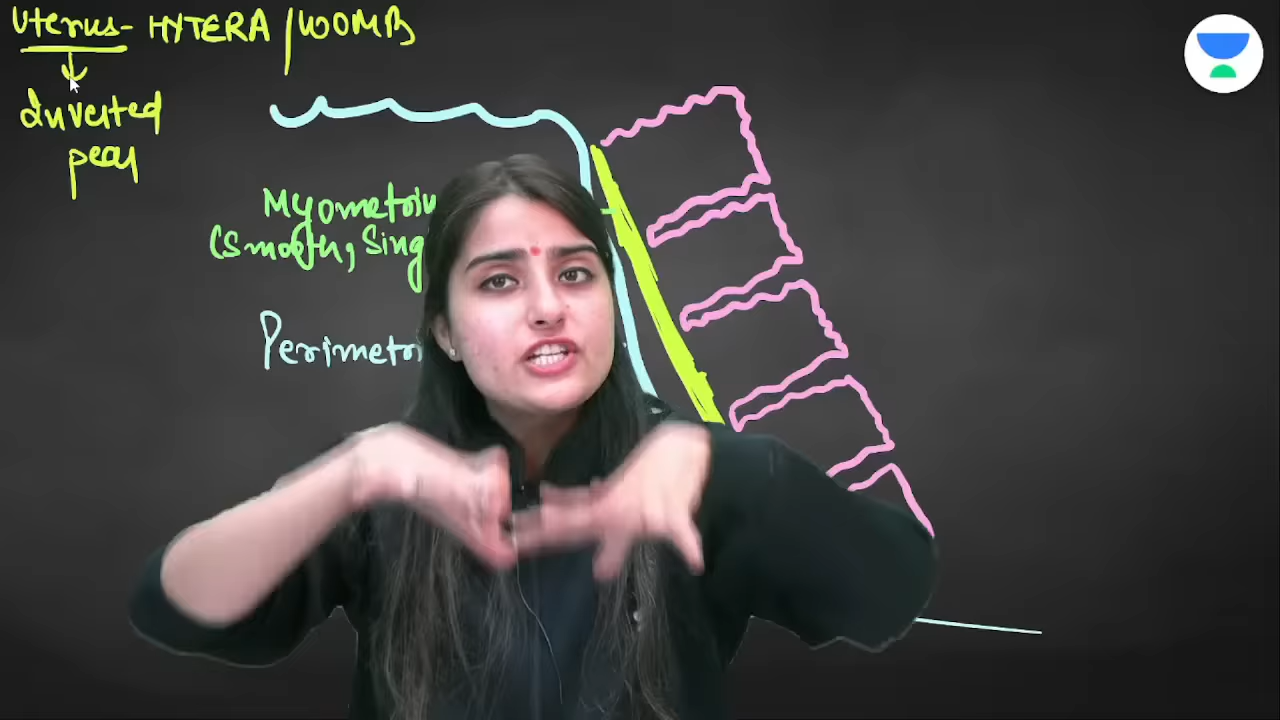 Uterus- HYTERA / WOMB
Inverted
pear
Myometriu
(Smooth, Sing
Perimetri